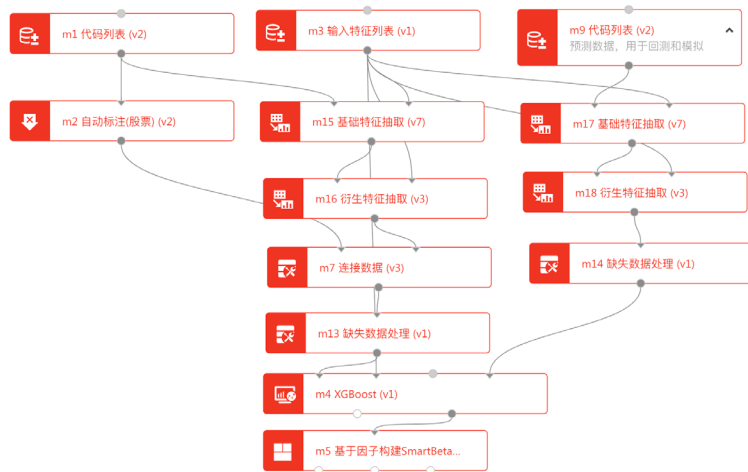 m1 代码列表 (v2)
m3 输入特征列表 (v1)
m9 代码列表 (v2)
预测数据，用于回测和模拟
m2 自动标注(股票) (v2)
m15 基础特征抽取 (v7)
m17 基础特征抽取 (v7)
m16 衍生特征抽取 (v3)
m18 衍生特征抽取 (v3)
m7 连接数据 (v3)
m14 缺失数据处理 (v1)
m13 缺失数据处理 (v1)
m4 XGBoost (v1)
m5 基于因子构建SmartBeta...